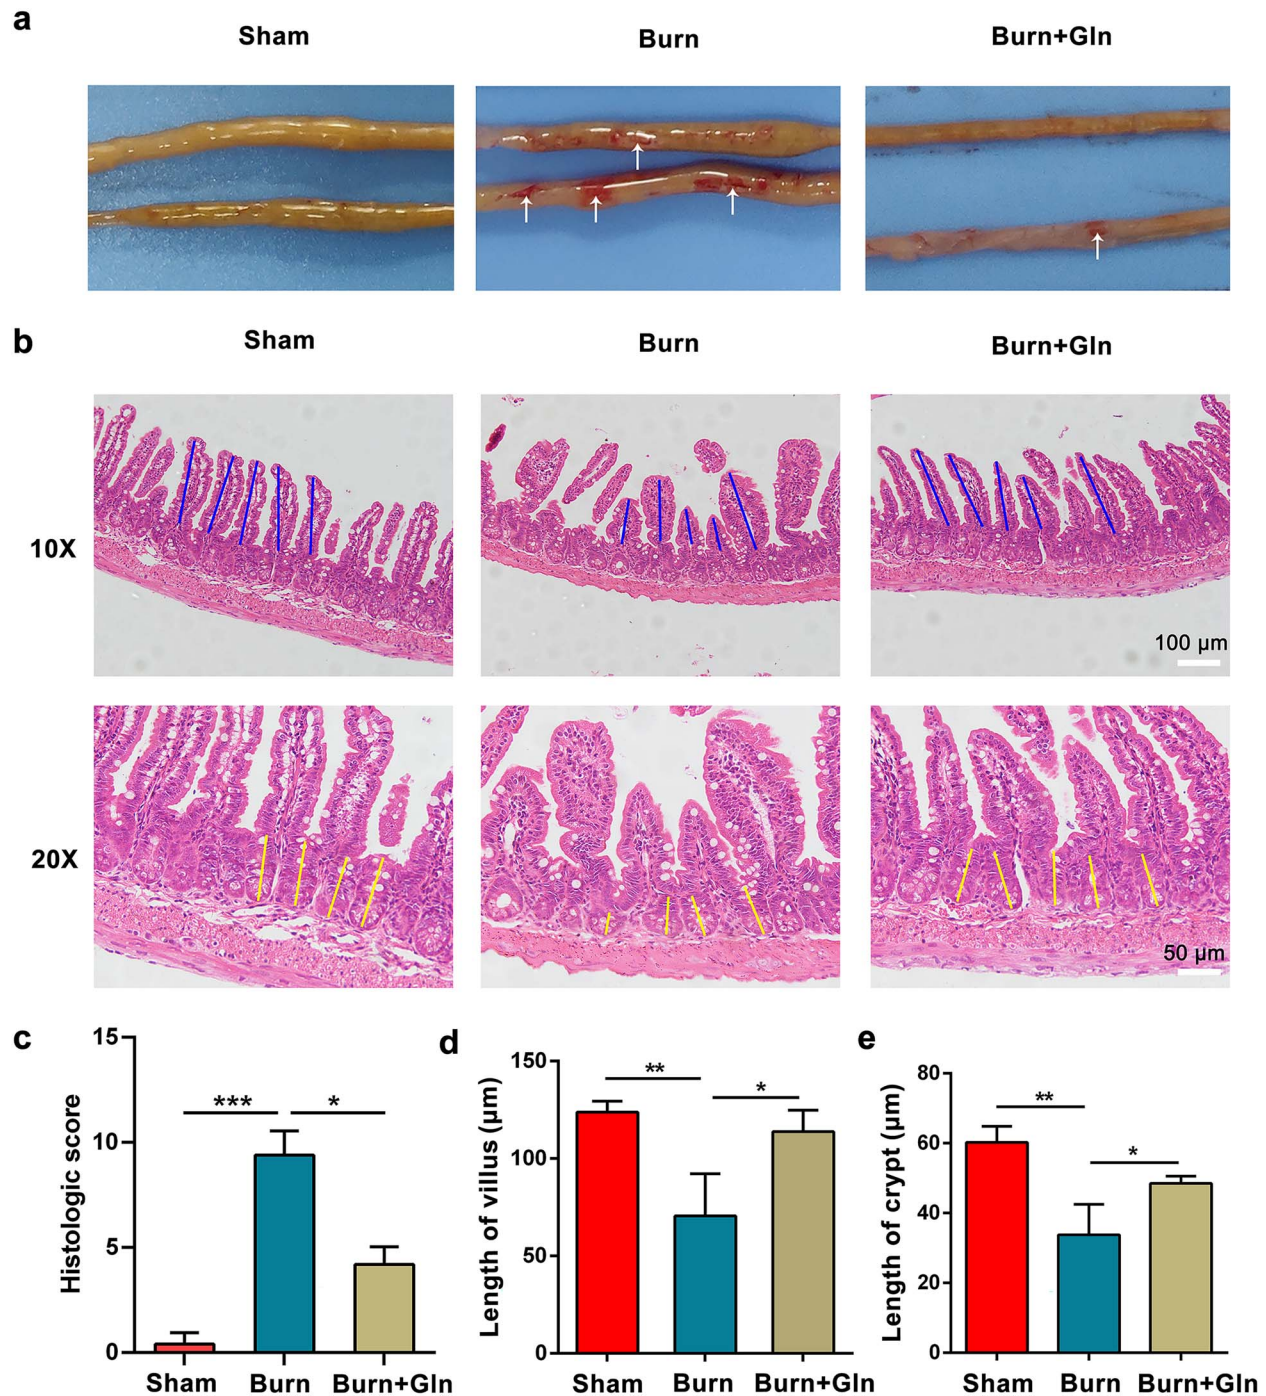 a
Sham Burn Burn+Gln
b
Sham Burn Burn+Gln
10X
100 µm
20X
50 µm
c
15
10
5
0
Histologic score
*** *
Sham Burn Burn+Gln
d
150
100
50
0
Length of villus (µm)
** *
Sham Burn Burn+Gln
e
80
60
40
20
0
Length of crypt (µm)
** *
Sham Burn Burn+Gln